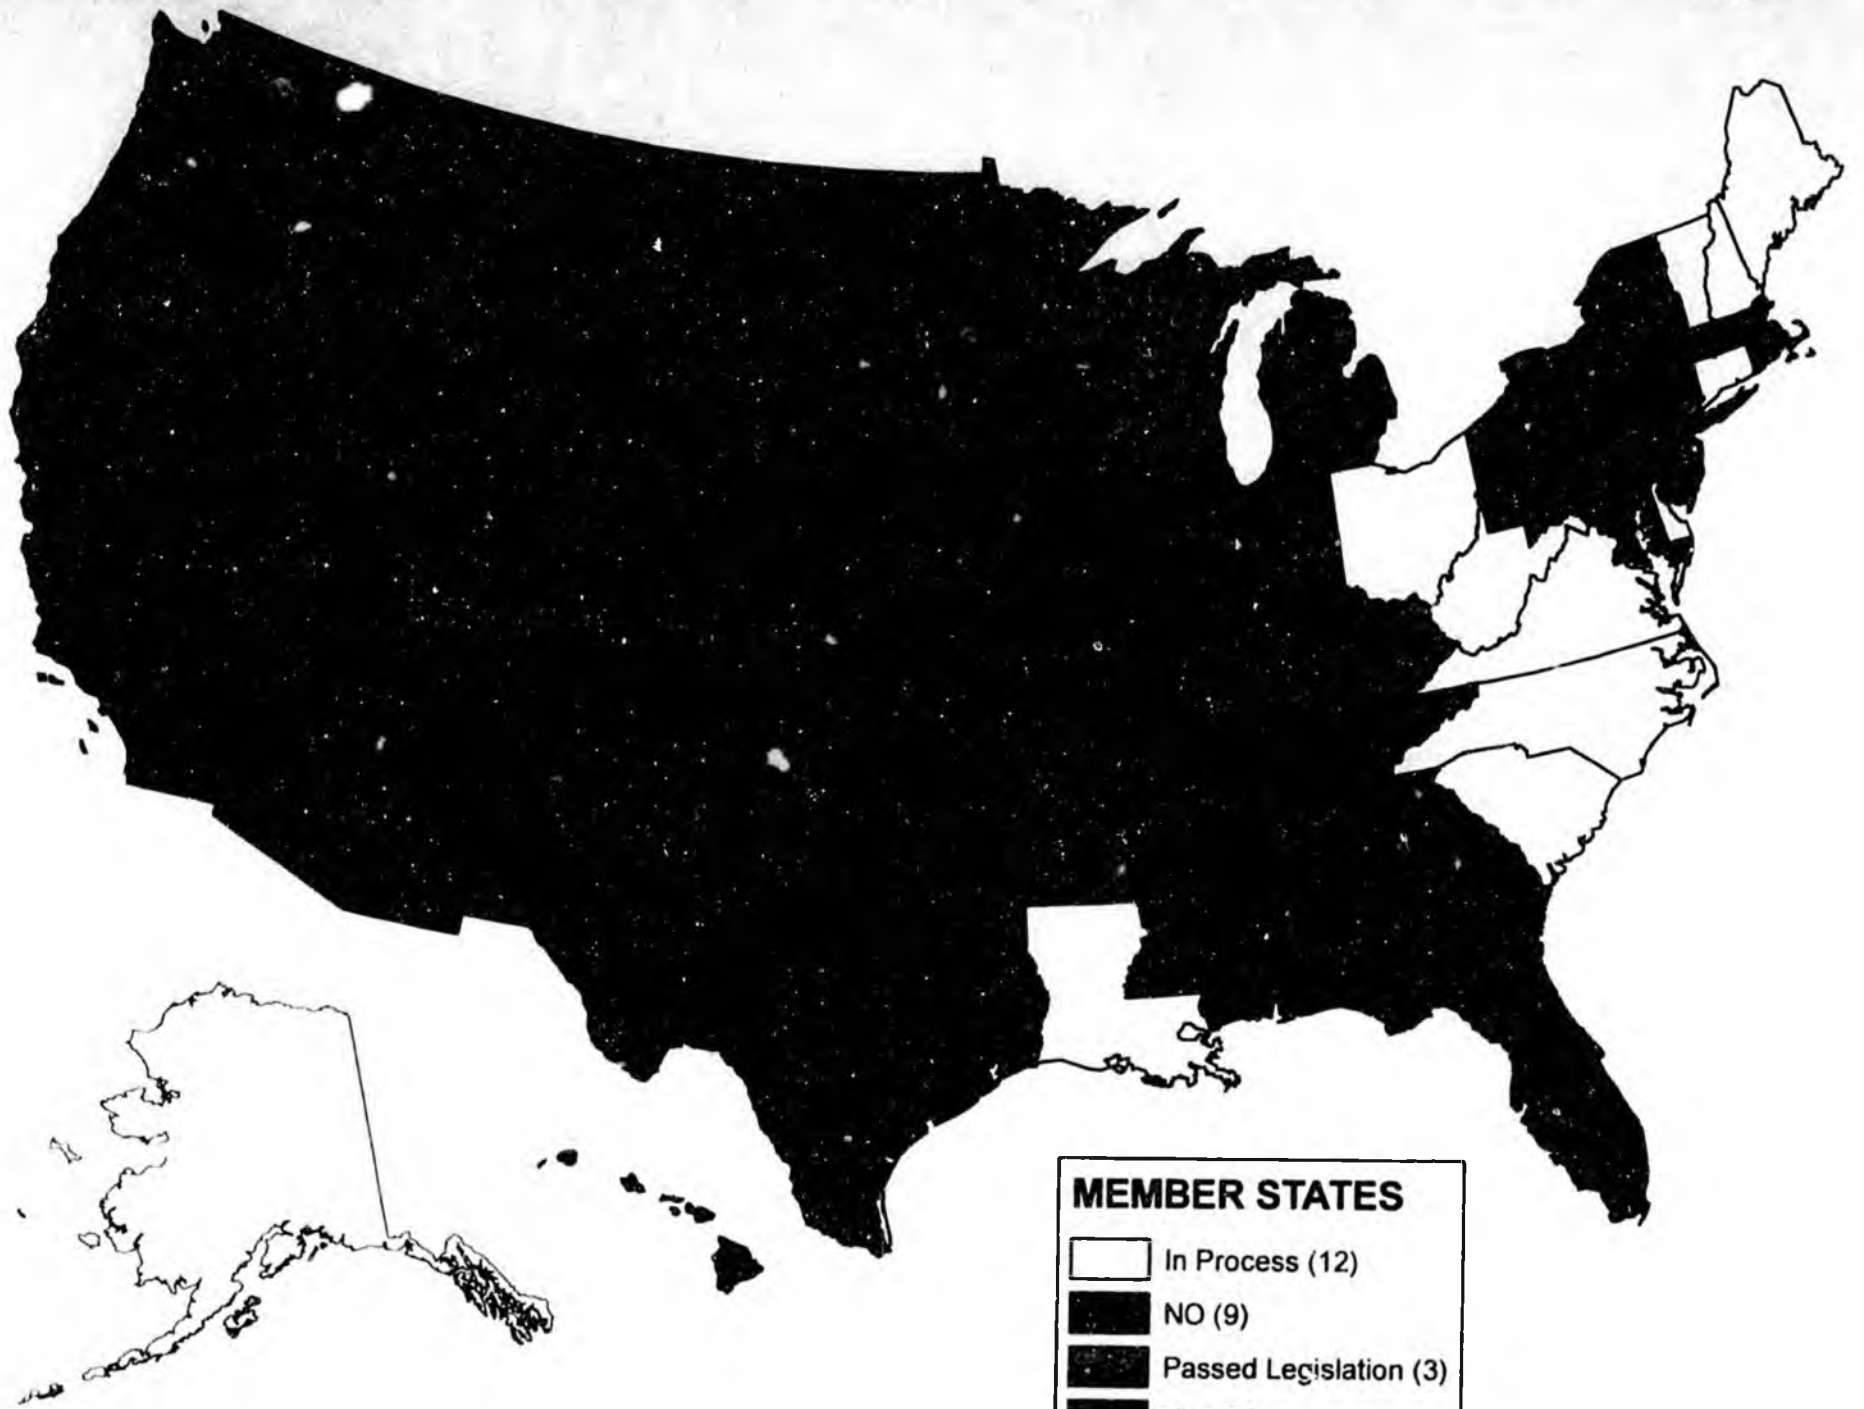 MEMBER STATES
In Process (12)
NO (9)
Passed Legislation (3)